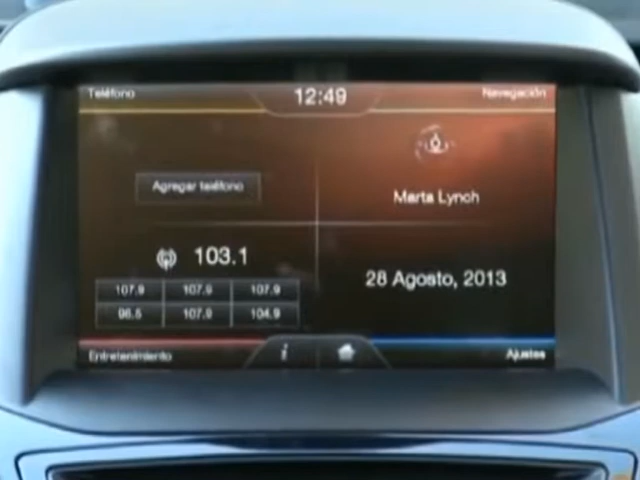 Teléfono
12:49
Navegación
Agregar teléfono
Marta Lynch
103.1
28 Agosto, 2013
107.9 107.9 107.9
98.5 107.9 104.9
Entretenimiento
i
Ajustes